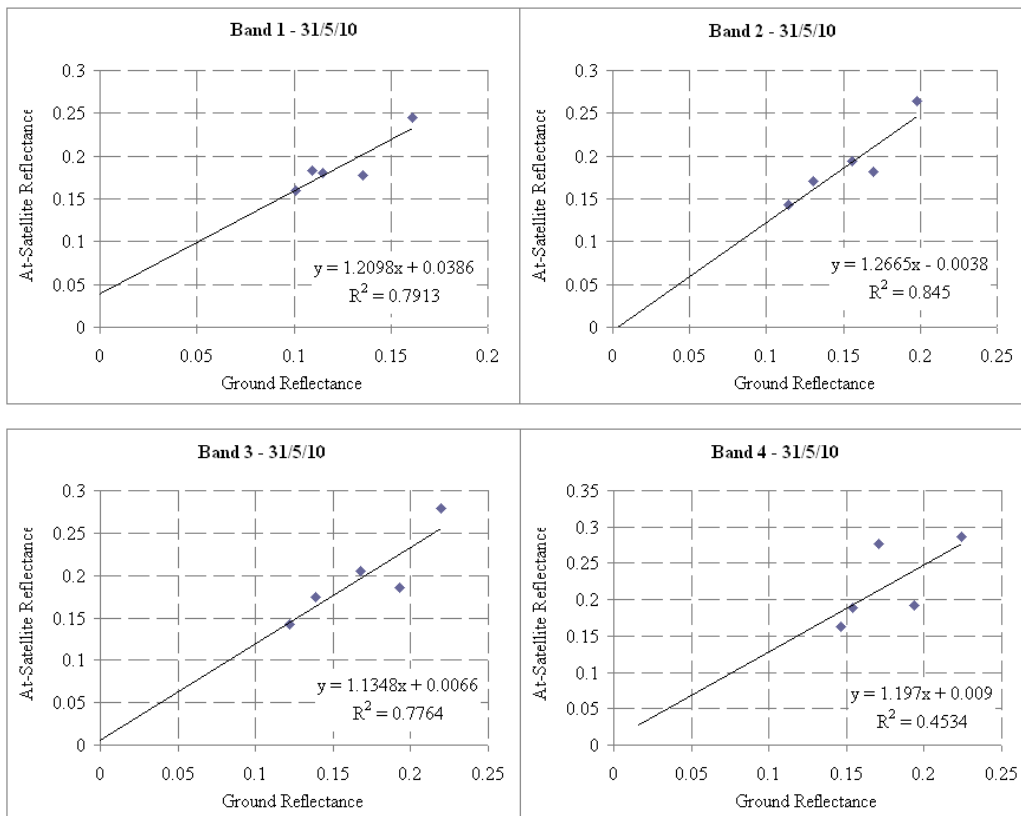 Band 1 - 31/5/10
0.3
0.25
0.2
0.15
0.1
0.05
0
At-Satellite Reflectance
y = 1.2098x + 0.0386
R² = 0.7913
0 0.05 0.1 0.15 0.2
Ground Reflectance
Band 2 - 31/5/10
0.3
0.25
0.2
0.15
0.1
0.05
0
At-Satellite Reflectance
y = 1.2665x - 0.0038
R² = 0.845
0 0.05 0.1 0.15 0.2 0.25
Ground Reflectance
Band 3 - 31/5/10
0.3
0.25
0.2
0.15
0.1
0.05
0
At-Satellite Reflectance
y = 1.1348x + 0.0066
R² = 0.7764
0 0.05 0.1 0.15 0.2 0.25
Ground Reflectance
Band 4 - 31/5/10
0.35
0.3
0.25
0.2
0.15
0.1
0.05
0
At-Satellite Reflectance
y = 1.197x + 0.009
R² = 0.4534
0 0.05 0.1 0.15 0.2 0.25
Ground Reflectance